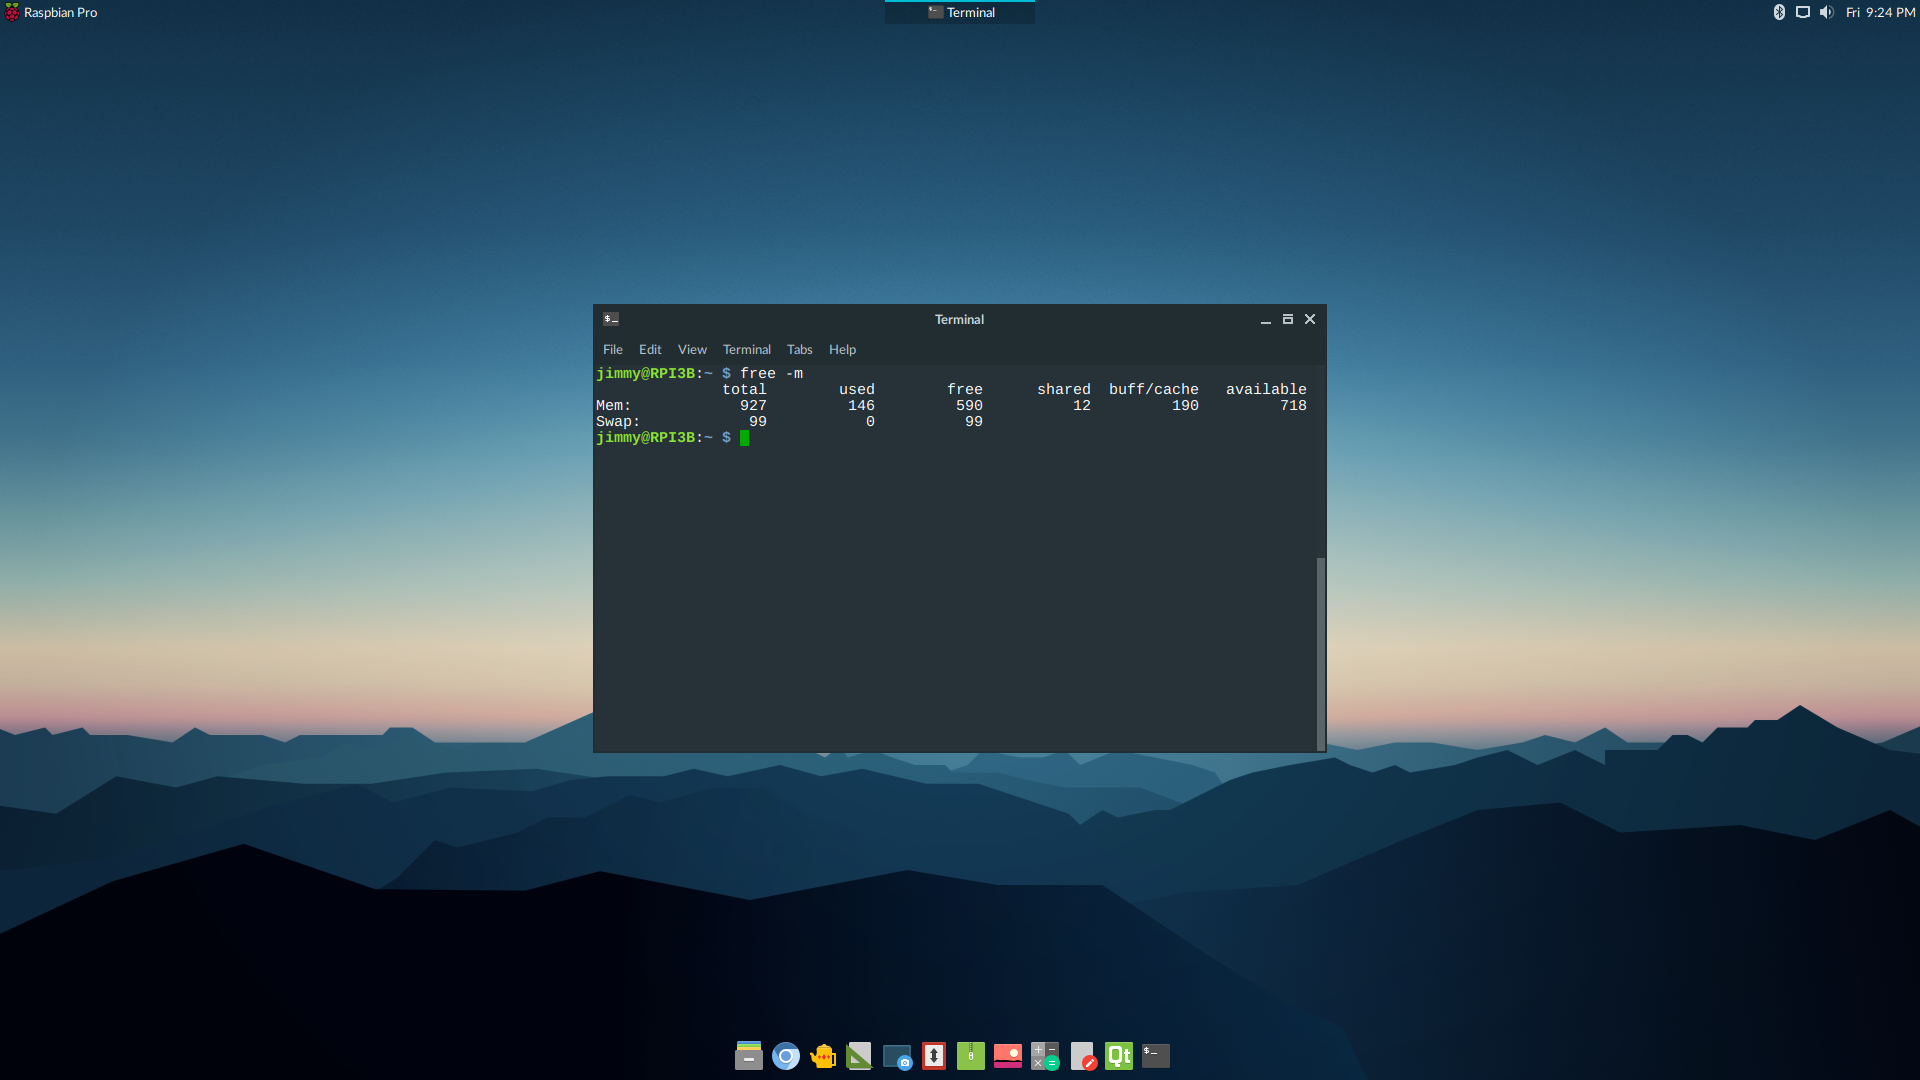 Raspbian Pro
Terminal
Fri 9:24 PM
Terminal
File Edit View Terminal Tabs Help
jimmy@RPI3B:~ $ free -m
total used free shared buff/cache available
Mem: 927 146 590 12 190 718
Swap: 99 0 99
jimmy@RPI3B:~ $
Qt
$_